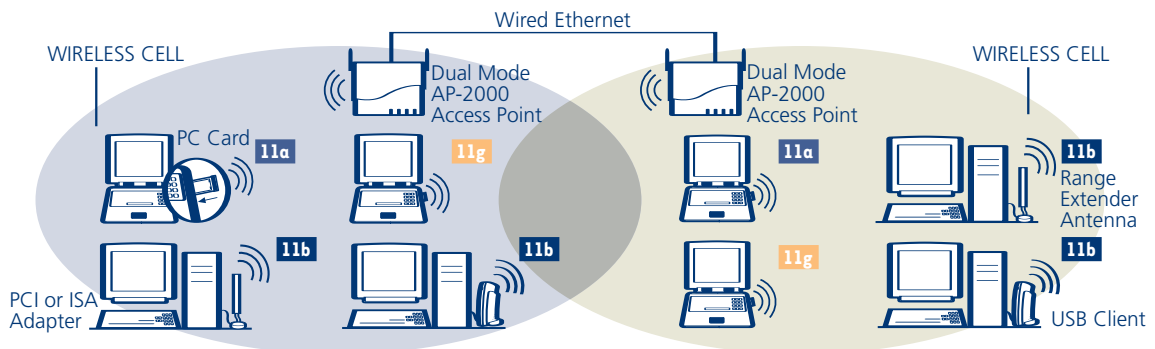 Wired Ethernet
WIRELESS CELL
WIRELESS CELL
Dual Mode
AP-2000
Access Point
Dual Mode
AP-2000
Access Point
PC Card
11a
11g
11a
11b
Range
Extender
Antenna
11b
11b
11g
11b
PCI or ISA
Adapter
USB Client